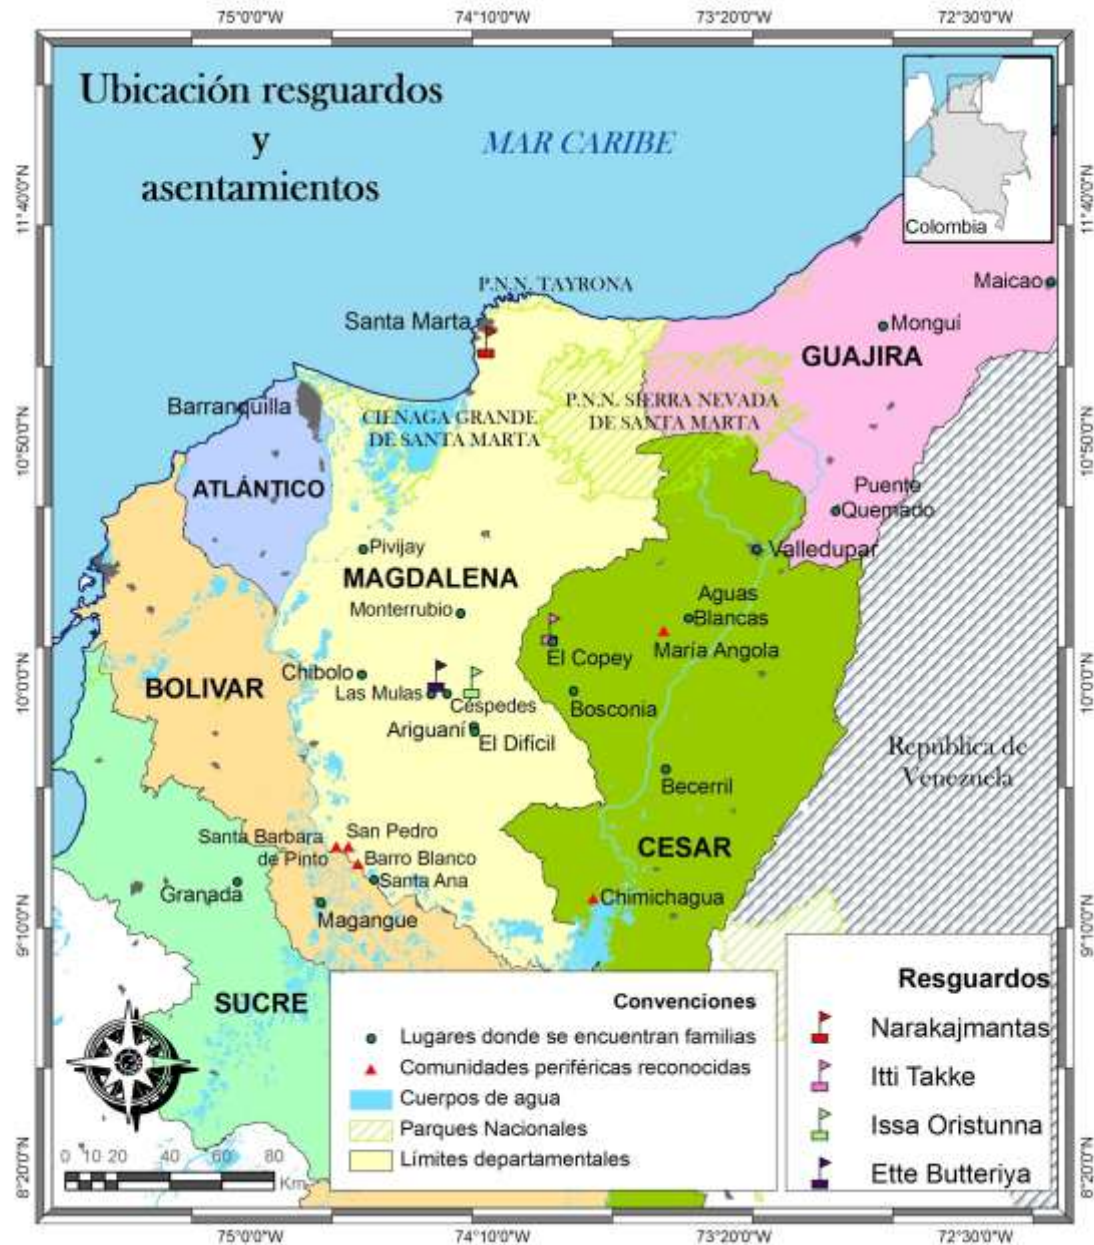 75°0'0"W
74°10'0"W
73°20'0"W
72°30'0"W
Ubicación resguardos
y
asentamientos
MAR CARIBE
Colombia
11°40'0"N
11°40'0"N
P.N.N. TAYRONA
Maicao
Santa Marta
Monguí
GUAJIRA
Barranquilla
CIENAGA GRANDE
DE SANTA MARTA
P.N.N. SIERRA NEVADA
DE SANTA MARTA
10°50'0"N
10°50'0"N
ATLÁNTICO
Puente
Quemado
Pivijay
Valledupar
MAGDALENA
Aguas
Blancas
Monterrubio
María Angola
El Copey
10°0'0"N
10°0'0"N
Chibolo
BOLIVAR
Las Mulas
Céspedes
Bosconia
Ariguaní
El Difícil
República de
Venezuela
Becerril
Santa Barbara
de Pinto
San Pedro
CESAR
Barro Blanco
Santa Ana
Granada
Chimichagua
Magangue
9°10'0"N
9°10'0"N
SUCRE
Convenciones
Lugares donde se encuentran familias
Comunidades periféricas reconocidas
Cuerpos de agua
Parques Nacionales
Límites departamentales
Resguardos
Narakajmantas
Itti Takke
Issa Oristunna
Ette Butteriya
0 10 20 40 60 80
Km
8°20'0"N
8°20'0"N
75°0'0"W
74°10'0"W
73°20'0"W
72°30'0"W